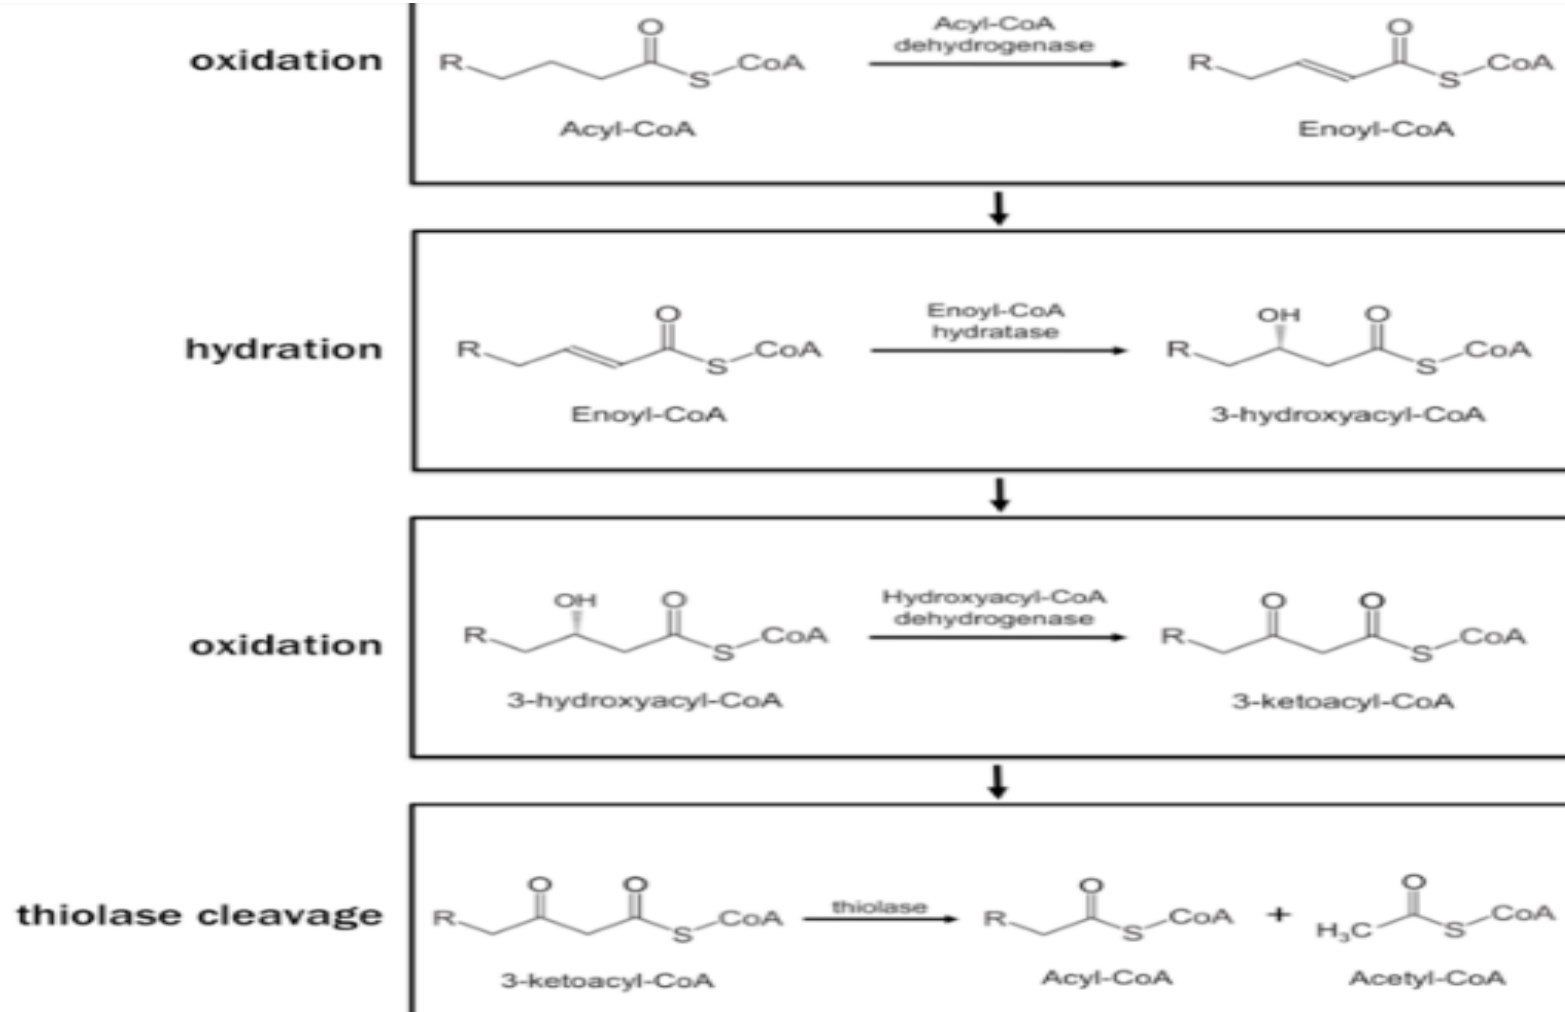 oxidation
R
O
S
CoA
Acyl-CoA
Acyl-CoA
dehydrogenase
R
O
S
CoA
Enoyl-CoA
hydration
R
O
S
CoA
Enoyl-CoA
Enoyl-CoA
hydratase
R
OH
O
S
CoA
3-hydroxyacyl-CoA
oxidation
R
OH
O
S
CoA
3-hydroxyacyl-CoA
Hydroxyacyl-CoA
dehydrogenase
R
O
O
S
CoA
3-ketoacyl-CoA
thiolase cleavage
R
O
O
S
CoA
3-ketoacyl-CoA
thiolase
R
O
S
CoA
Acyl-CoA
+
H₃C
O
S
CoA
Acetyl-CoA